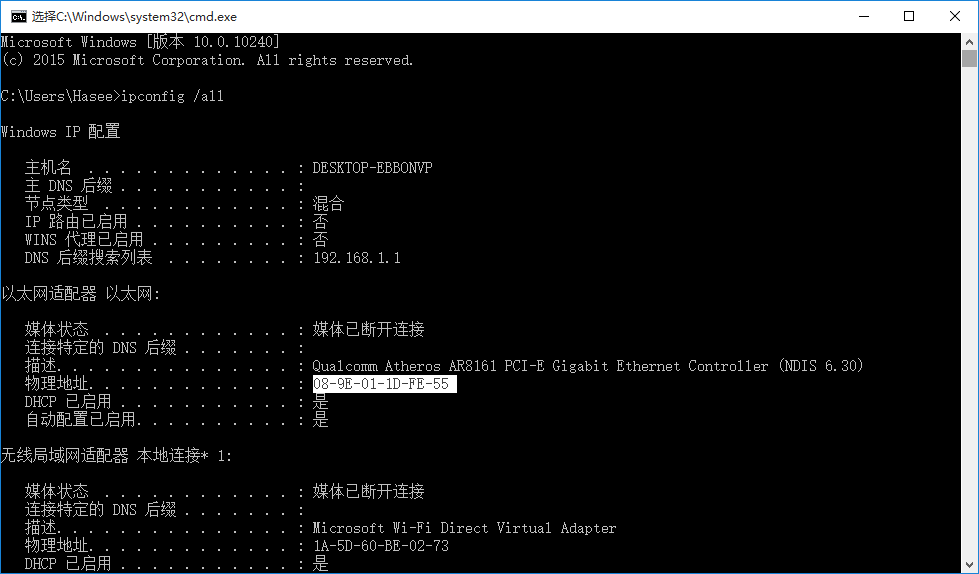 选择C:\Windows\system32\cmd.exe
Microsoft Windows [版本 10.0.10240]
(c) 2015 Microsoft Corporation. All rights reserved.
C:\Users\Hasee>ipconfig /all
Windows IP 配置
主机名 . . . . . . . . . . . . . : DESKTOP-EBBONVP
主 DNS 后缀 . . . . . . . . . . . :
节点类型 . . . . . . . . . . . . : 混合
IP 路由已启用 . . . . . . . . . . : 否
WINS 代理已启用 . . . . . . . . . : 否
DNS 后缀搜索列表 . . . . . . . . : 192.168.1.1
以太网适配器 以太网:
媒体状态 . . . . . . . . . . . . : 媒体已断开连接
连接特定的 DNS 后缀 . . . . . . . :
描述. . . . . . . . . . . . . . . : Qualcomm Atheros AR8161 PCI-E Gigabit Ethernet Controller (NDIS 6.30)
物理地址. . . . . . . . . . . . . : 08-9E-01-1D-FE-55
DHCP 已启用 . . . . . . . . . . . : 是
自动配置已启用. . . . . . . . . . : 是
无线局域网适配器 本地连接* 1:
媒体状态 . . . . . . . . . . . . : 媒体已断开连接
连接特定的 DNS 后缀 . . . . . . . :
描述. . . . . . . . . . . . . . . : Microsoft Wi-Fi Direct Virtual Adapter
物理地址. . . . . . . . . . . . . : 1A-5D-60-BE-02-73
DHCP 已启用 . . . . . . . . . . . : 是